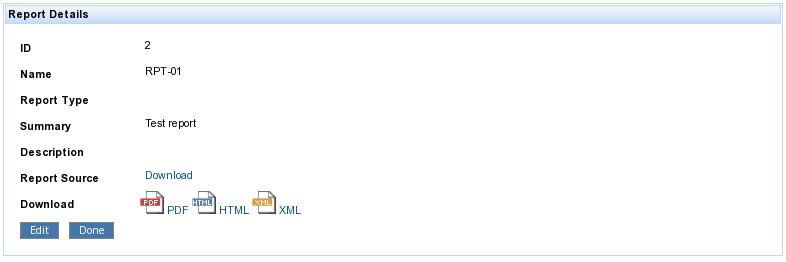 Report Details
ID 2
Name RPT-01
Report Type
Summary Test report
Description
Report Source Download
Download PDF PDF HTML HTML XML XML
Edit Done